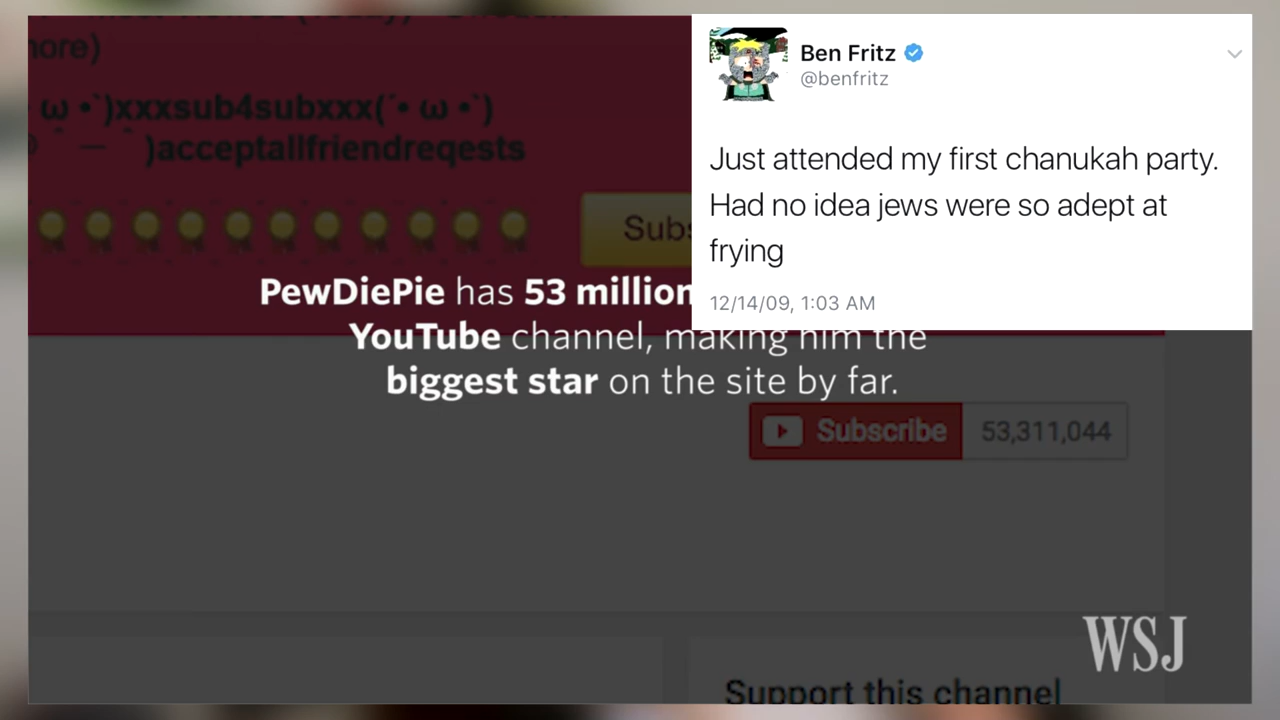 nore)
ω •`)xxxsub4subxxx(´• ω •`)
)acceptallfriendreqests
Subs
PewDiePie has 53 million
YouTube channel, making him the
biggest star on the site by far.
Subscribe 53,311,044
Support this channel
WSJ
Ben Fritz
@benfritz
Just attended my first chanukah party.
Had no idea jews were so adept at
frying
12/14/09, 1:03 AM